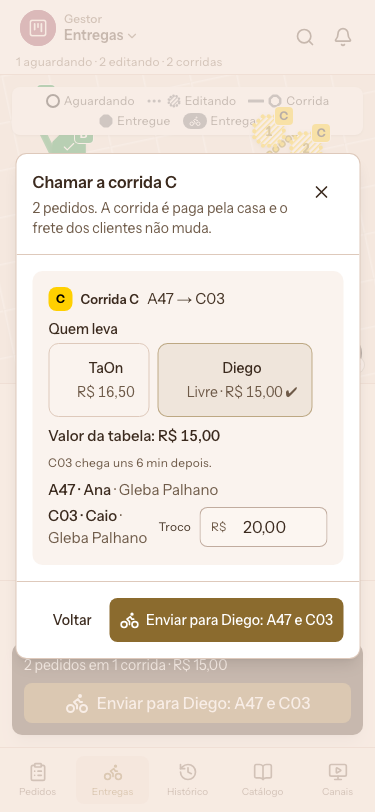 Gestor
Entregas
1 aguardando · 2 editando · 2 corridas
Aguardando Editando Corrida
Entregue Entrega
C
1
C
2
Chamar a corrida C
2 pedidos. A corrida é paga pela casa e o
frete dos clientes não muda.
C Corrida C A47 → C03
Quem leva
TaOn
R$ 16,50
Diego
Livre · R$ 15,00 ✔
Valor da tabela: R$ 15,00
C03 chega uns 6 min depois.
A47 · Ana · Gleba Palhano
C03 · Caio ·
Gleba Palhano
Troco R$ 20,00
Voltar
Enviar para Diego: A47 e C03
2 pedidos em 1 corrida · R$ 15,00
Enviar para Diego: A47 e C03
Pedidos Entregas Histórico Catálogo Canais